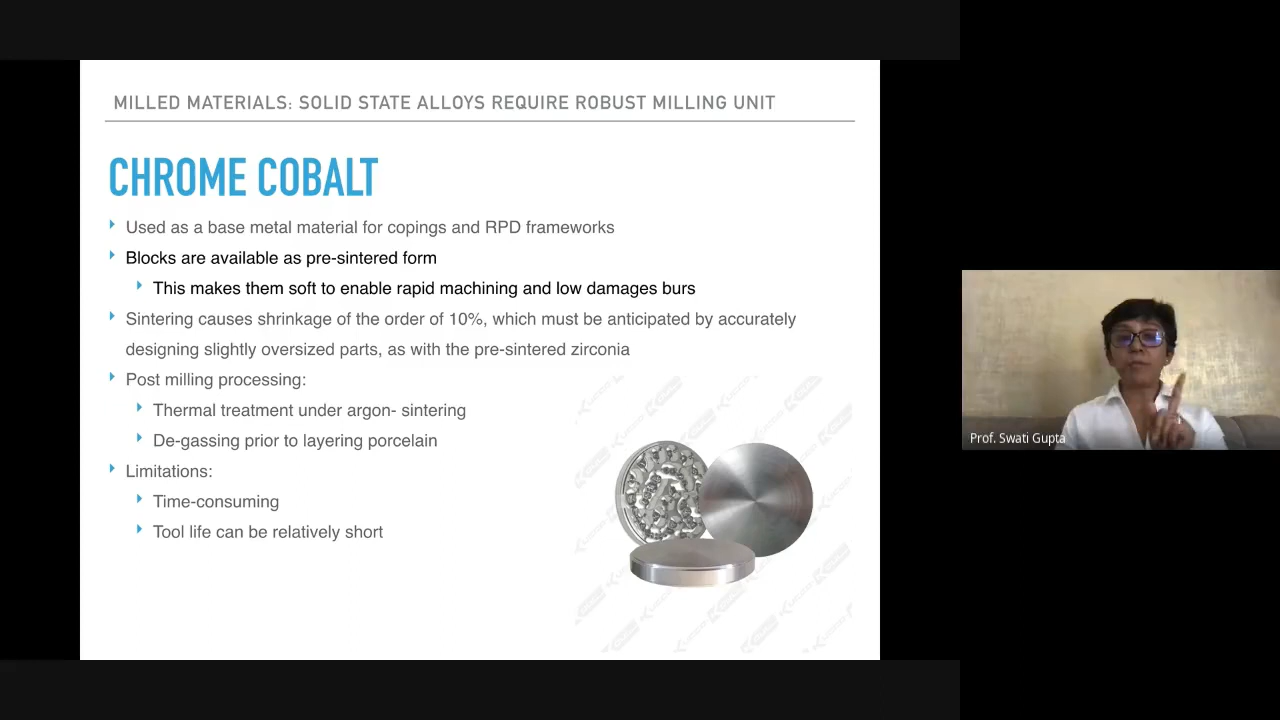 MILLED MATERIALS: SOLID STATE ALLOYS REQUIRE ROBUST MILLING UNIT
CHROME COBALT
Used as a base metal material for copings and RPD frameworks
Blocks are available as pre-sintered form
This makes them soft to enable rapid machining and low damages burs
Sintering causes shrinkage of the order of 10%, which must be anticipated by accurately
designing slightly oversized parts, as with the pre-sintered zirconia
Post milling processing:
Thermal treatment under argon- sintering
De-gassing prior to layering porcelain
Limitations:
Time-consuming
Tool life can be relatively short
Prof. Swati Gupta